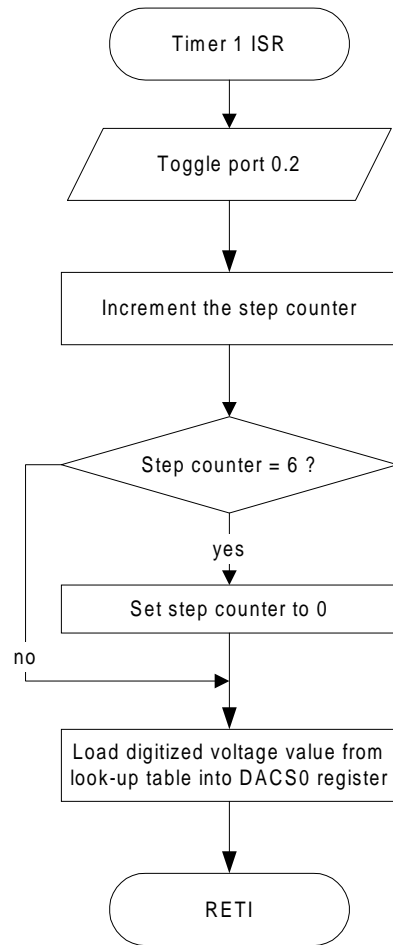 Timer 1 ISR
Toggle port 0.2
Increment the step counter
Step counter = 6 ?
yes
Set step counter to 0
no
Load digitized voltage value from
look-up table into DACS0 register
RETI